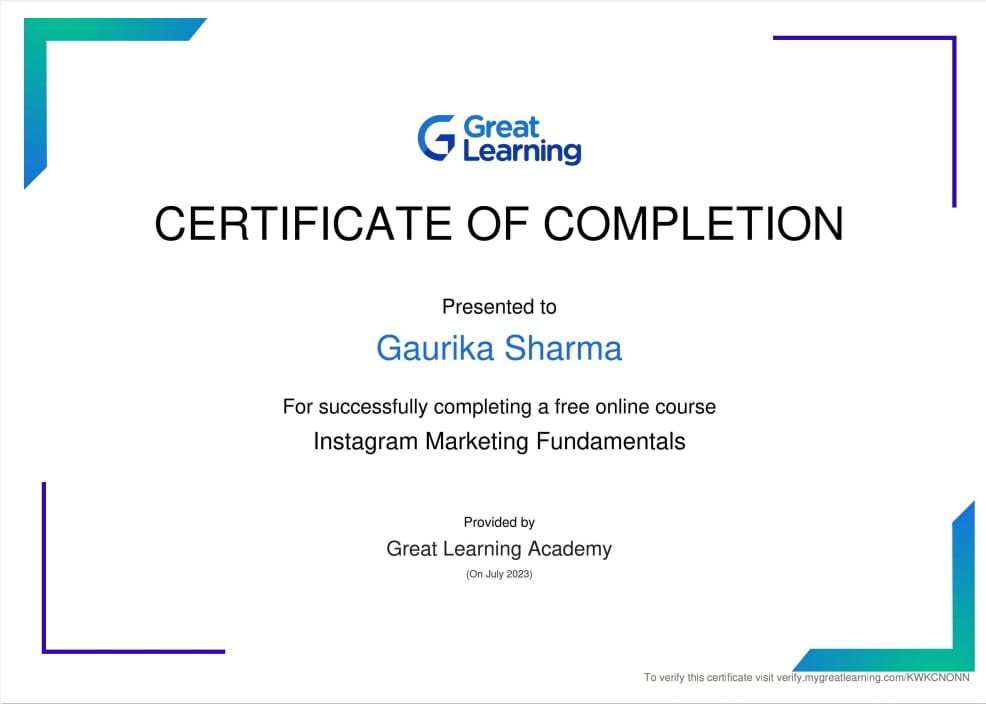 Great
Learning
CERTIFICATE OF COMPLETION
Presented to
Gaurika Sharma
For successfully completing a free online course
Instagram Marketing Fundamentals
Provided by
Great Learning Academy
(On July 2023)
To verify this certificate visit verify.mygreatlearning.com/KWKCNONN